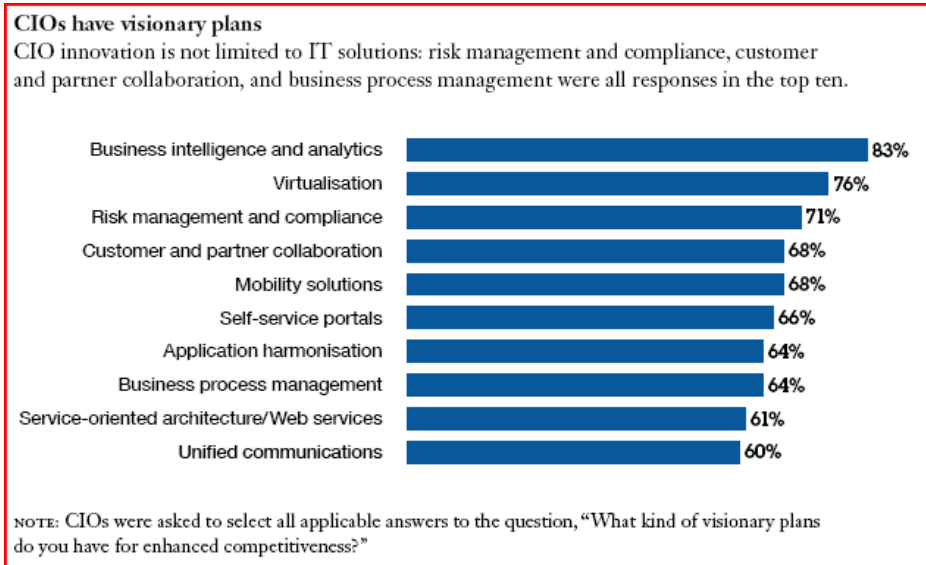 CIOs have visionary plans
CIO innovation is not limited to IT solutions: risk management and compliance, customer
and partner collaboration, and business process management were all responses in the top ten.
Business intelligence and analytics 83%
Virtualisation 76%
Risk management and compliance 71%
Customer and partner collaboration 68%
Mobility solutions 68%
Self-service portals 66%
Application harmonisation 64%
Business process management 64%
Service-oriented architecture/Web services 61%
Unified communications 60%
NOTE: CIOs were asked to select all applicable answers to the question, “What kind of visionary plans
do you have for enhanced competitiveness?”